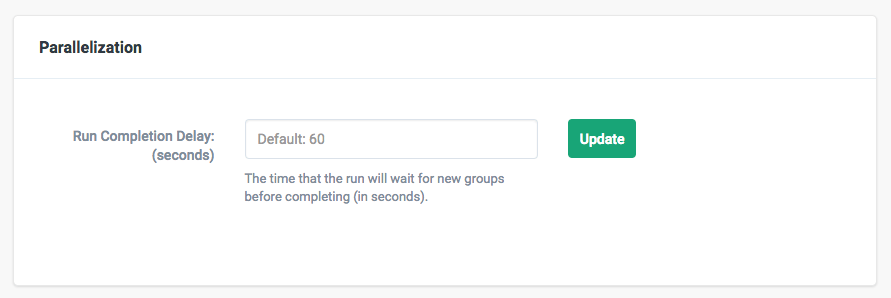 Parallelization
Run Completion Delay:
(seconds)
Default: 60
Update
The time that the run will wait for new groups
before completing (in seconds).